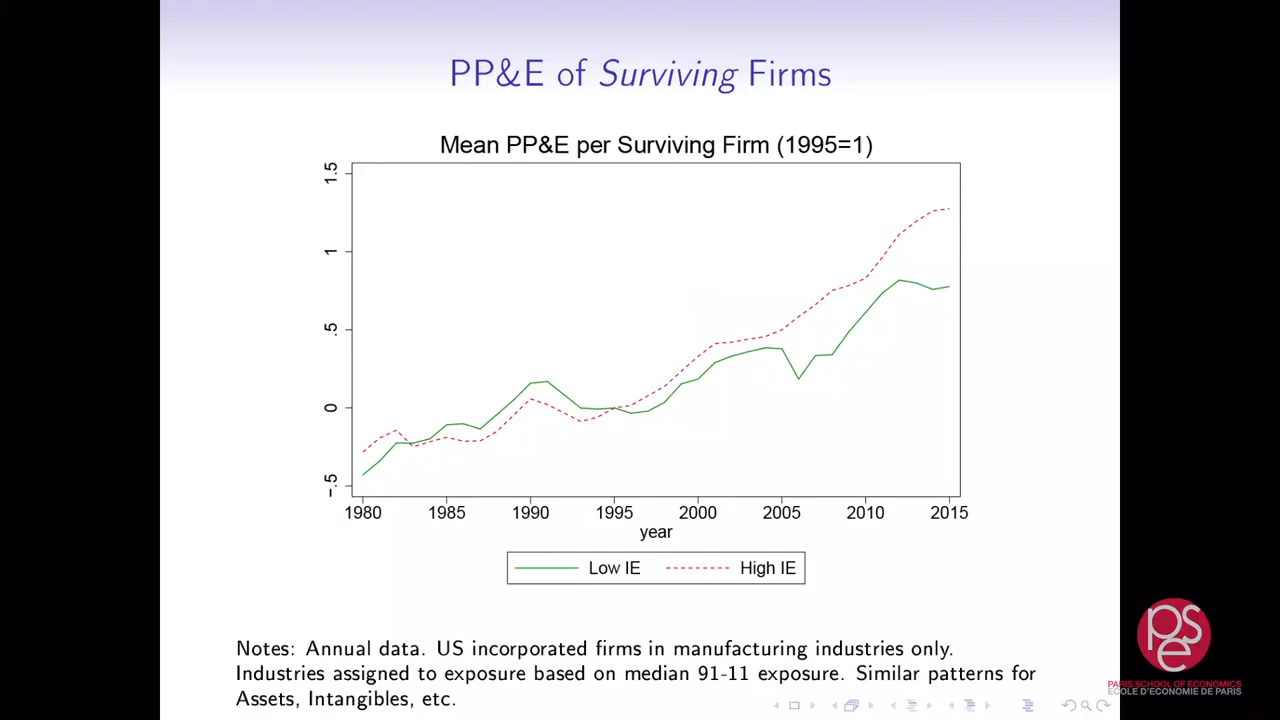 PP&E of Surviving Firms
Mean PP&E per Surviving Firm (1995=1)
1.5
1
.5
0
-.5
1980 1985 1990 1995 2000 2005 2010 2015
year
Low IE High IE
Notes: Annual data. US incorporated firms in manufacturing industries only.
Industries assigned to exposure based on median 91-11 exposure. Similar patterns for
Assets, Intangibles, etc.
pse
PARIS SCHOOL OF ECONOMICS
ECOLE D'ECONOMIE DE PARIS